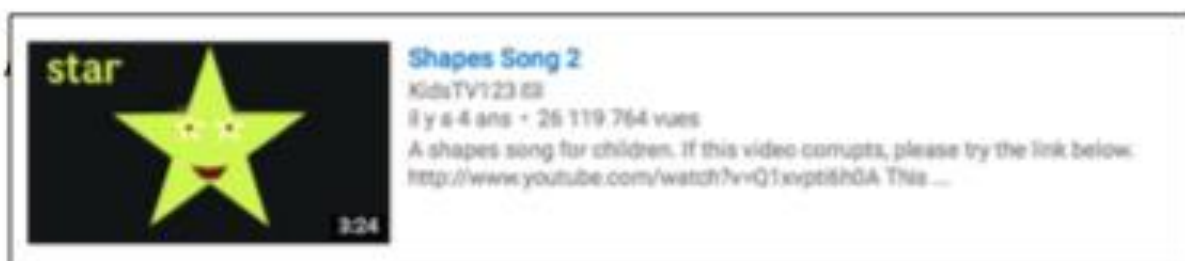 star
3:24
Shapes Song 2
KidsTV123
il y a 4 ans • 26 119 764 vues
A shapes song for children. If this video corrupts, please try the link below.
http://www.youtube.com/watch?v= This ...